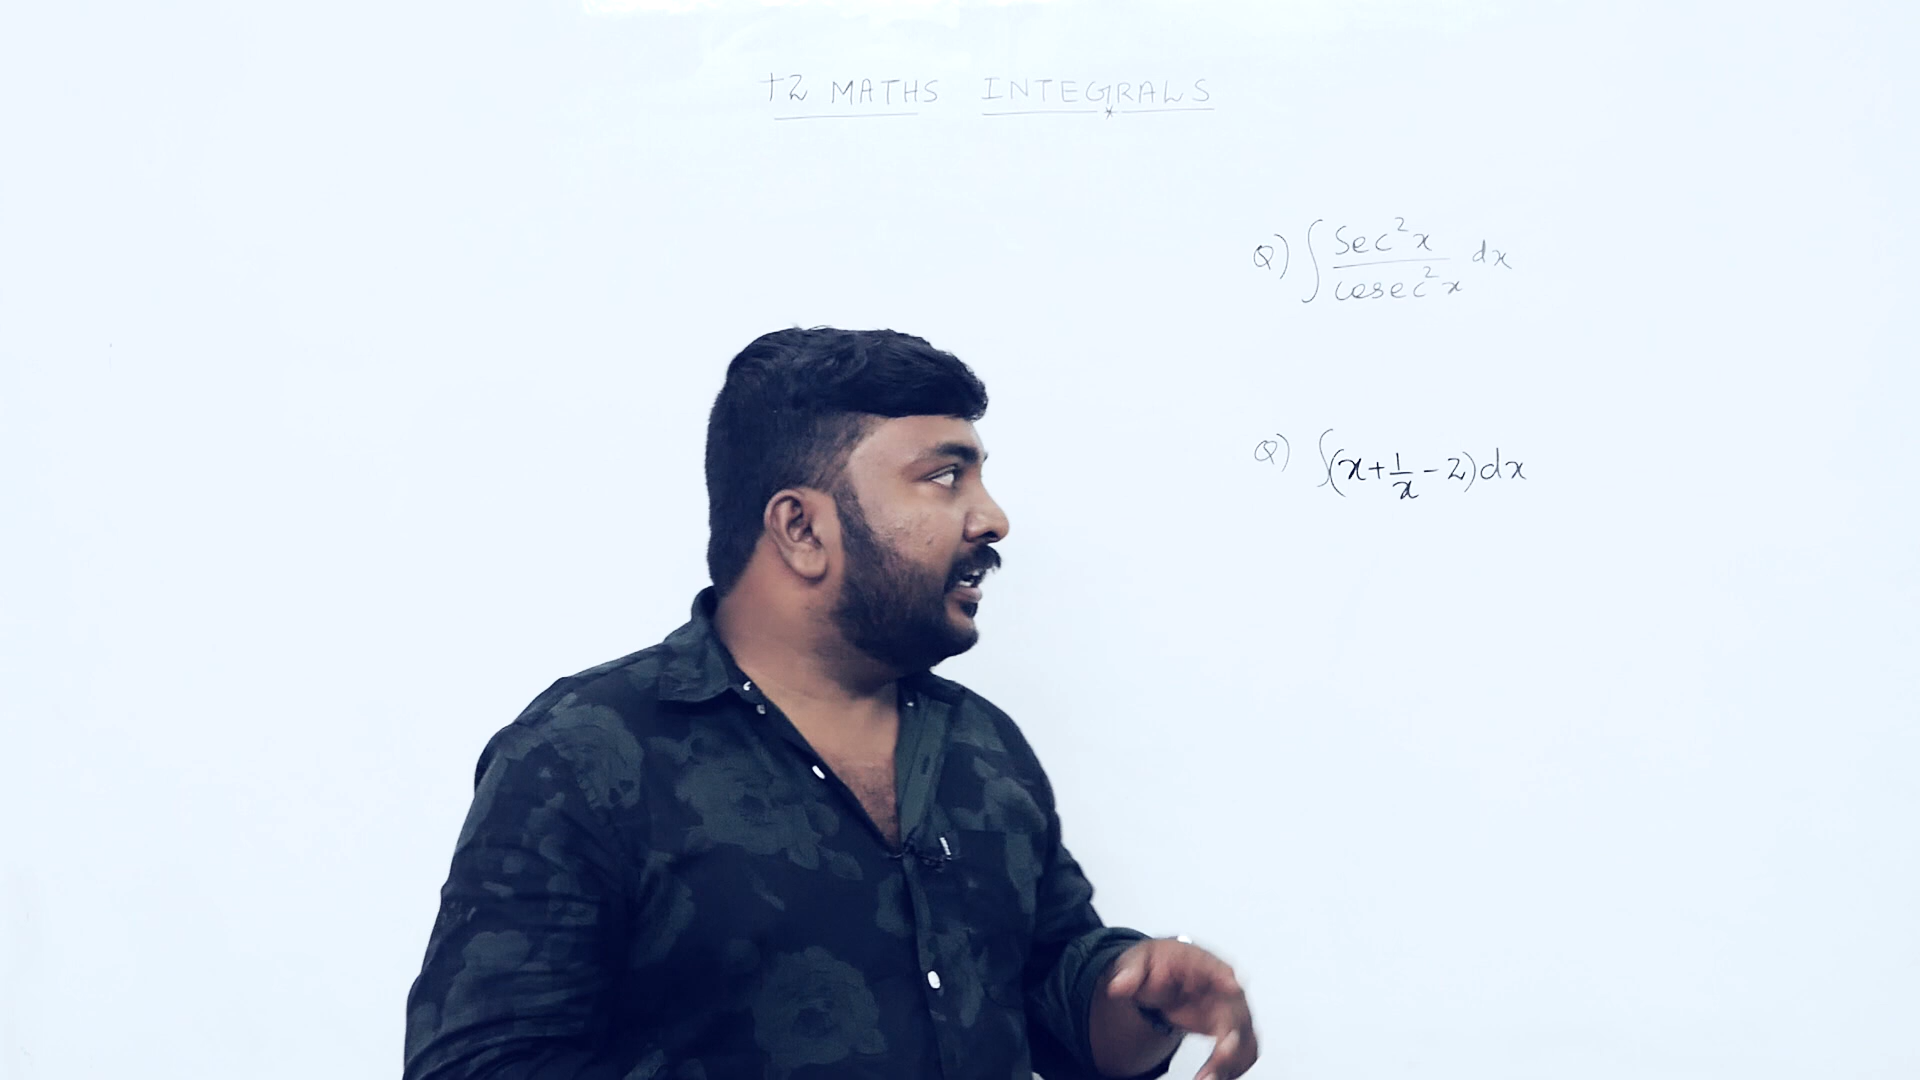 +2 MATHS INTEGRALS
Q) ∫ Sec²x / cosec²x dx
Q) ∫(x + 1/x - 2)dx